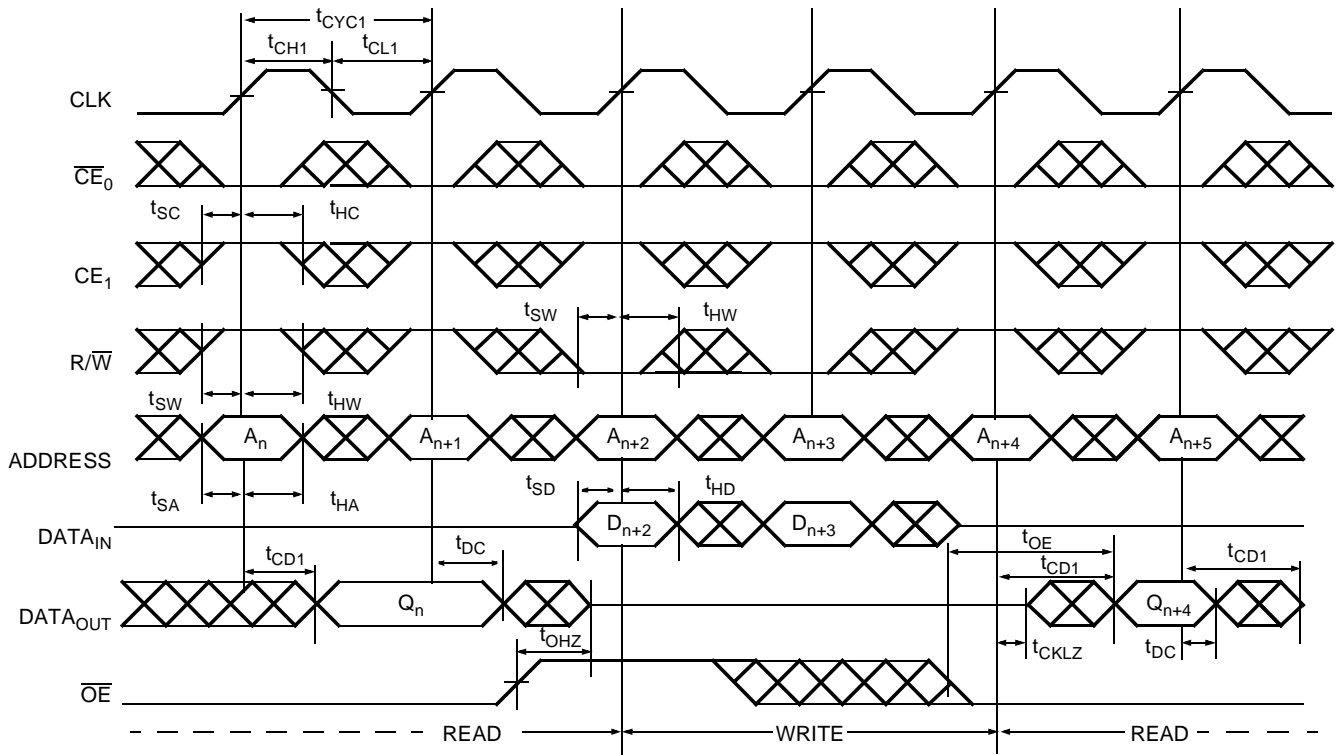 tCYC1
tCH1 tCL1
CLK
CE0
tSC tHC
CE1
tSW tHW
R/W
tSW tHW
An An+1 An+2 An+3 An+4 An+5
ADDRESS
tSA tHA tSD tHD
DATAIN Dn+2 Dn+3
tOE
tCD1 tDC tCD1 tCD1
DATAOUT Qn Qn+4
tOHZ tCKLZ tDC
OE
READ WRITE READ